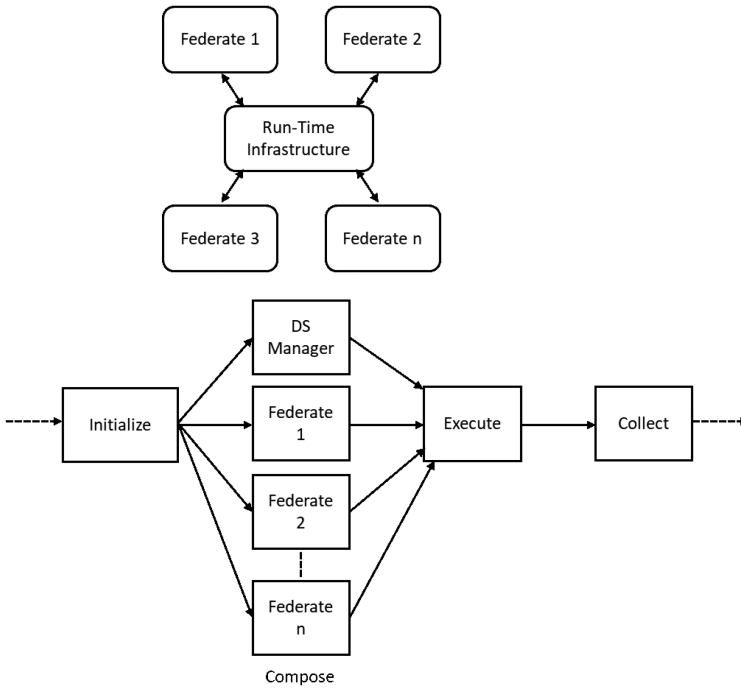 Federate 1
Federate 2
Run-Time
Infrastructure
Federate 3
Federate n
DS
Manager
Initialize
Federate
1
Execute
Collect
Federate
2
Federate
n
Compose